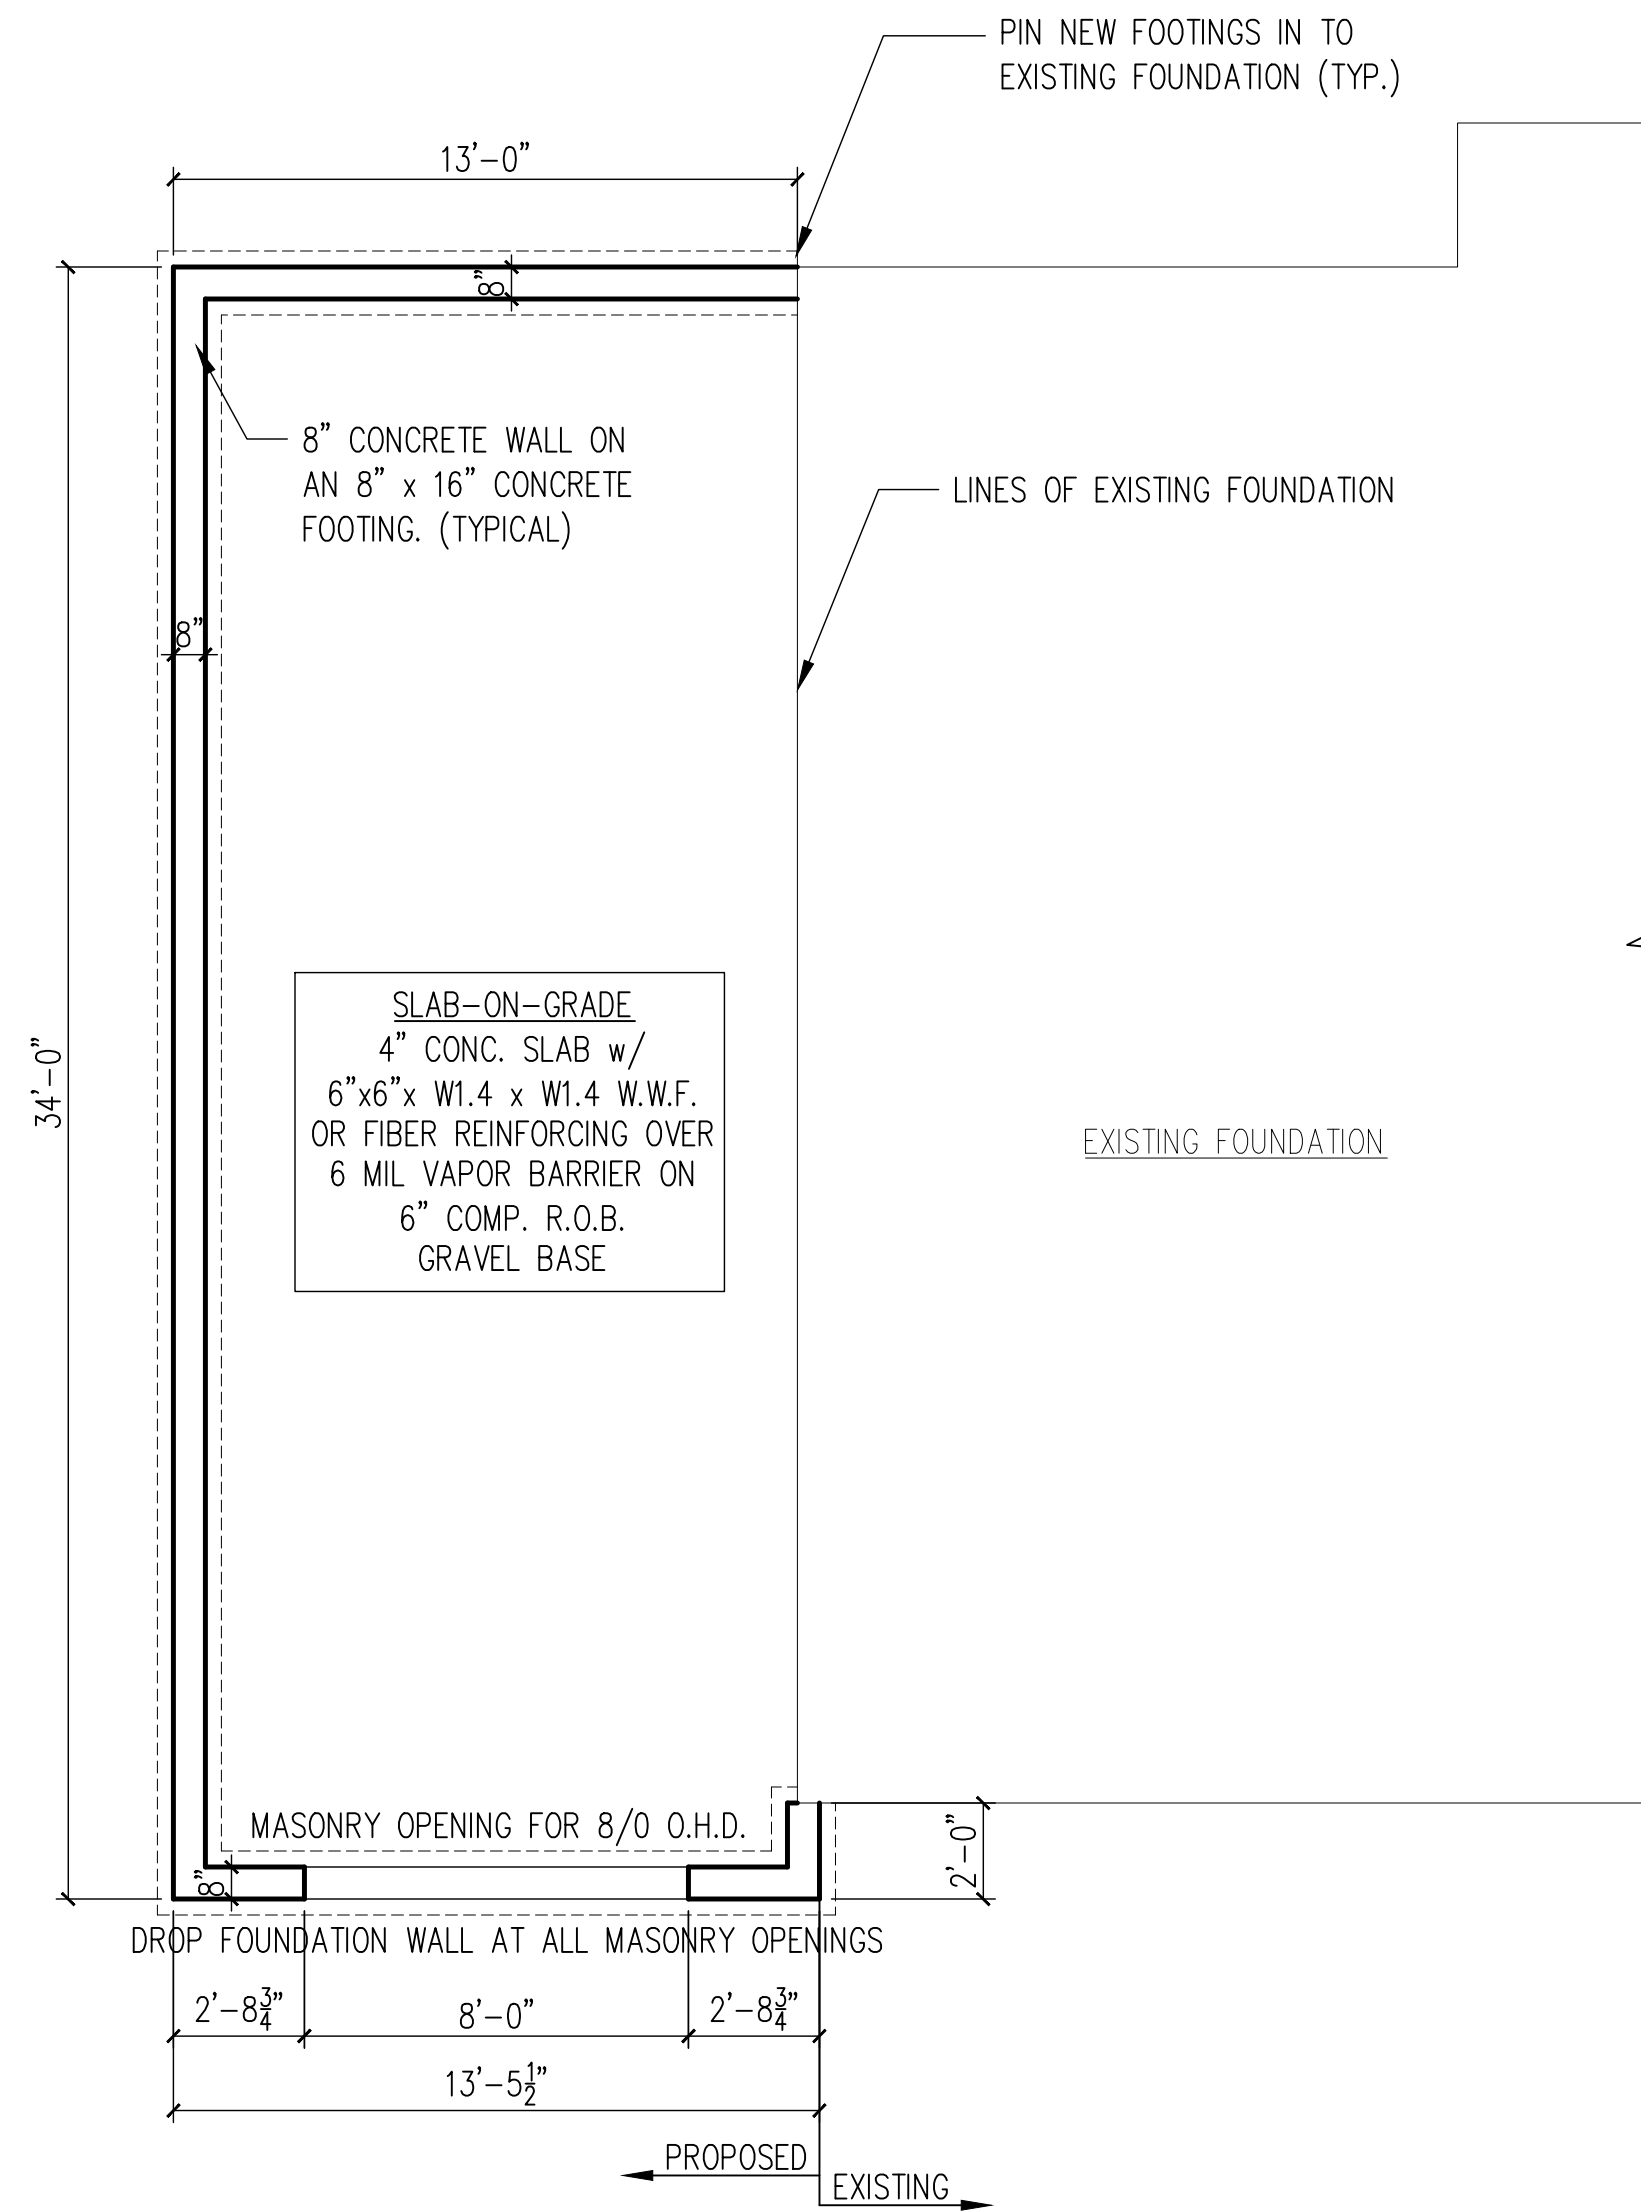 PIN NEW FOOTINGS IN TO
EXISTING FOUNDATION (TYP.)
13'-0"
8"
8" CONCRETE WALL ON
AN 8" x 16" CONCRETE
FOOTING. (TYPICAL)
LINES OF EXISTING FOUNDATION
8"
34'-0"
SLAB-ON-GRADE
4" CONC. SLAB w/
6"x6"x W1.4 x W1.4 W.W.F.
OR FIBER REINFORCING OVER
6 MIL VAPOR BARRIER ON
6" COMP. R.O.B.
GRAVEL BASE
EXISTING FOUNDATION
MASONRY OPENING FOR 8/0 O.H.D.
2'-0"
8"
DROP FOUNDATION WALL AT ALL MASONRY OPENINGS
2'-8¾" 8'-0" 2'-8¾"
13'-5½"
PROPOSED
EXISTING